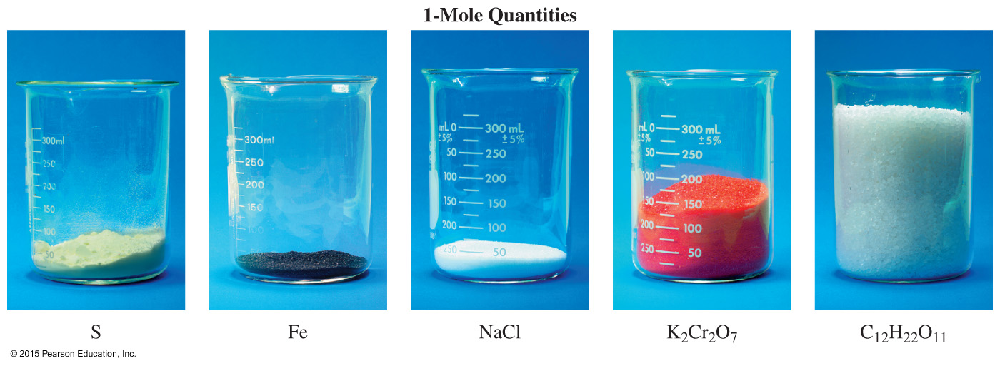 1-Mole Quantities
300ml
250
200
150
100
50
300ml
250
200
150
100
mL 0 300 mL
±5% ±5%
50 250
100 200
150 150
200 100
250 50
mL 0 300 mL
±5% ±5%
50 250
100 200
150 150
200 100
250 50
S
Fe
NaCl
K₂Cr₂O₇
C₁₂H₂₂O₁₁
© 2015 Pearson Education, Inc.